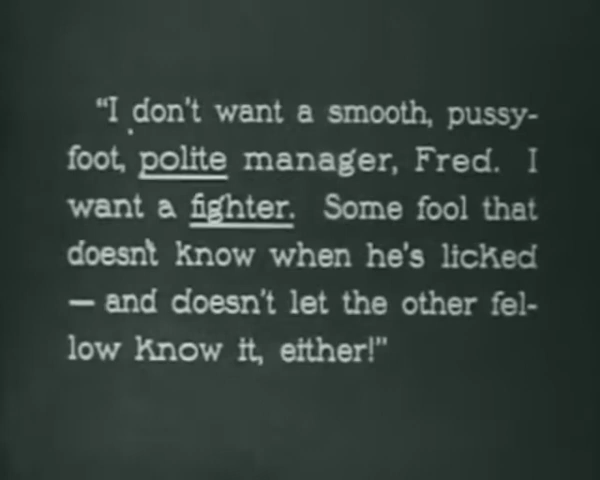 “I don't want a smooth, pussy-
foot, polite manager, Fred. I
want a fighter. Some fool that
doesn't know when he's licked
— and doesn't let the other fel-
low know it, either!”